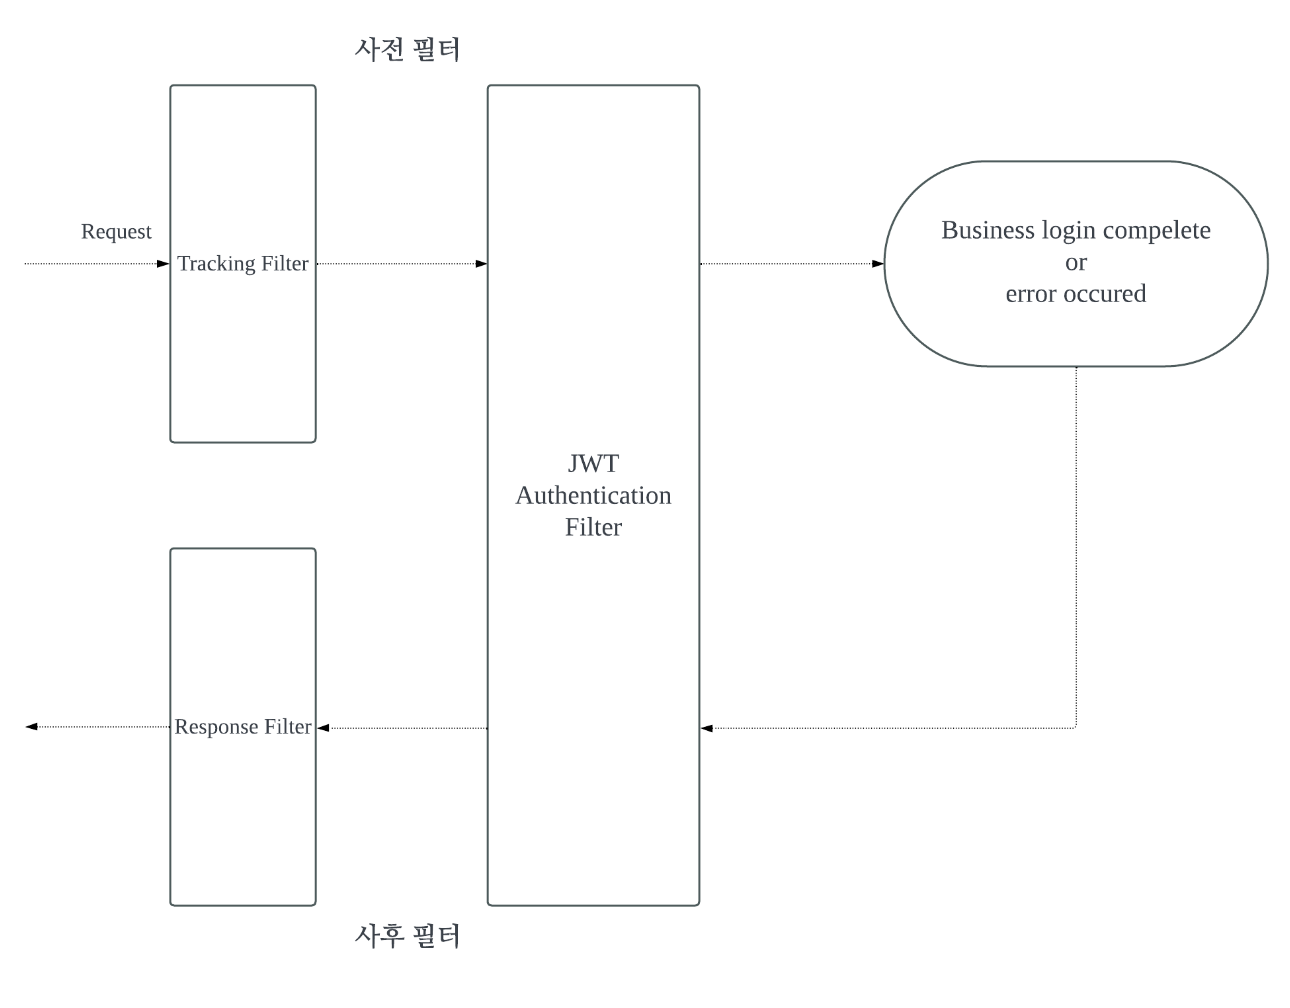 사전 필터
Request
Tracking Filter
Business login compelete
or
error occured
JWT
Authentication
Filter
Response Filter
사후 필터